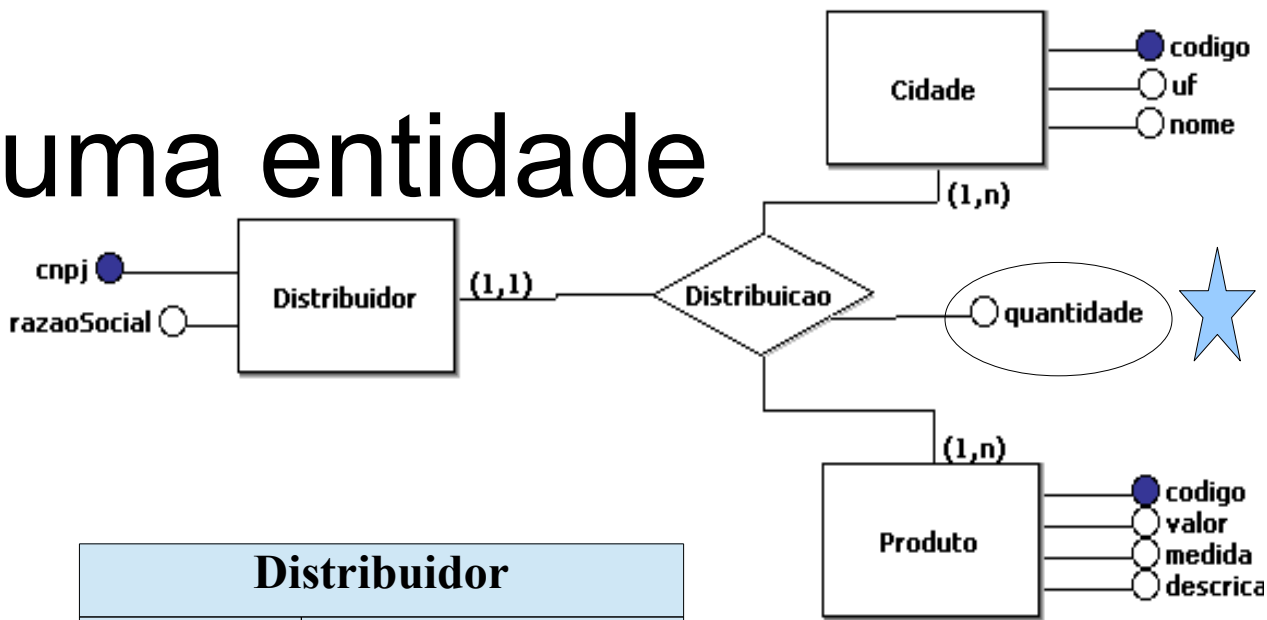 uma entidade
Cidade
codigo
uf
nome
(1,n)
cnpj
razaoSocial
Distribuidor
(1,1)
Distribuicao
quantidade
(1,n)
Produto
codigo
valor
medida
descrica
Distribuidor